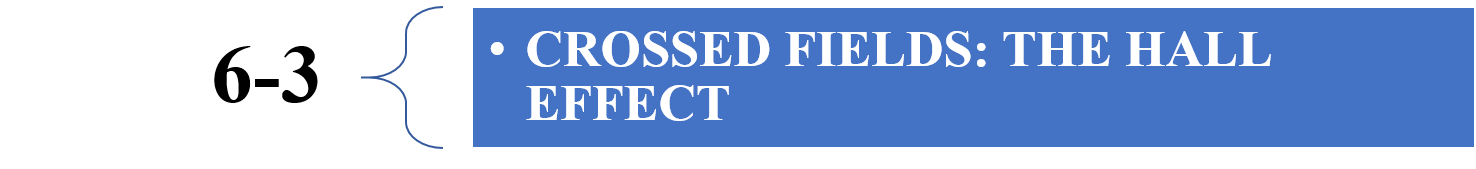 6-3
• CROSSED FIELDS: THE HALL
EFFECT